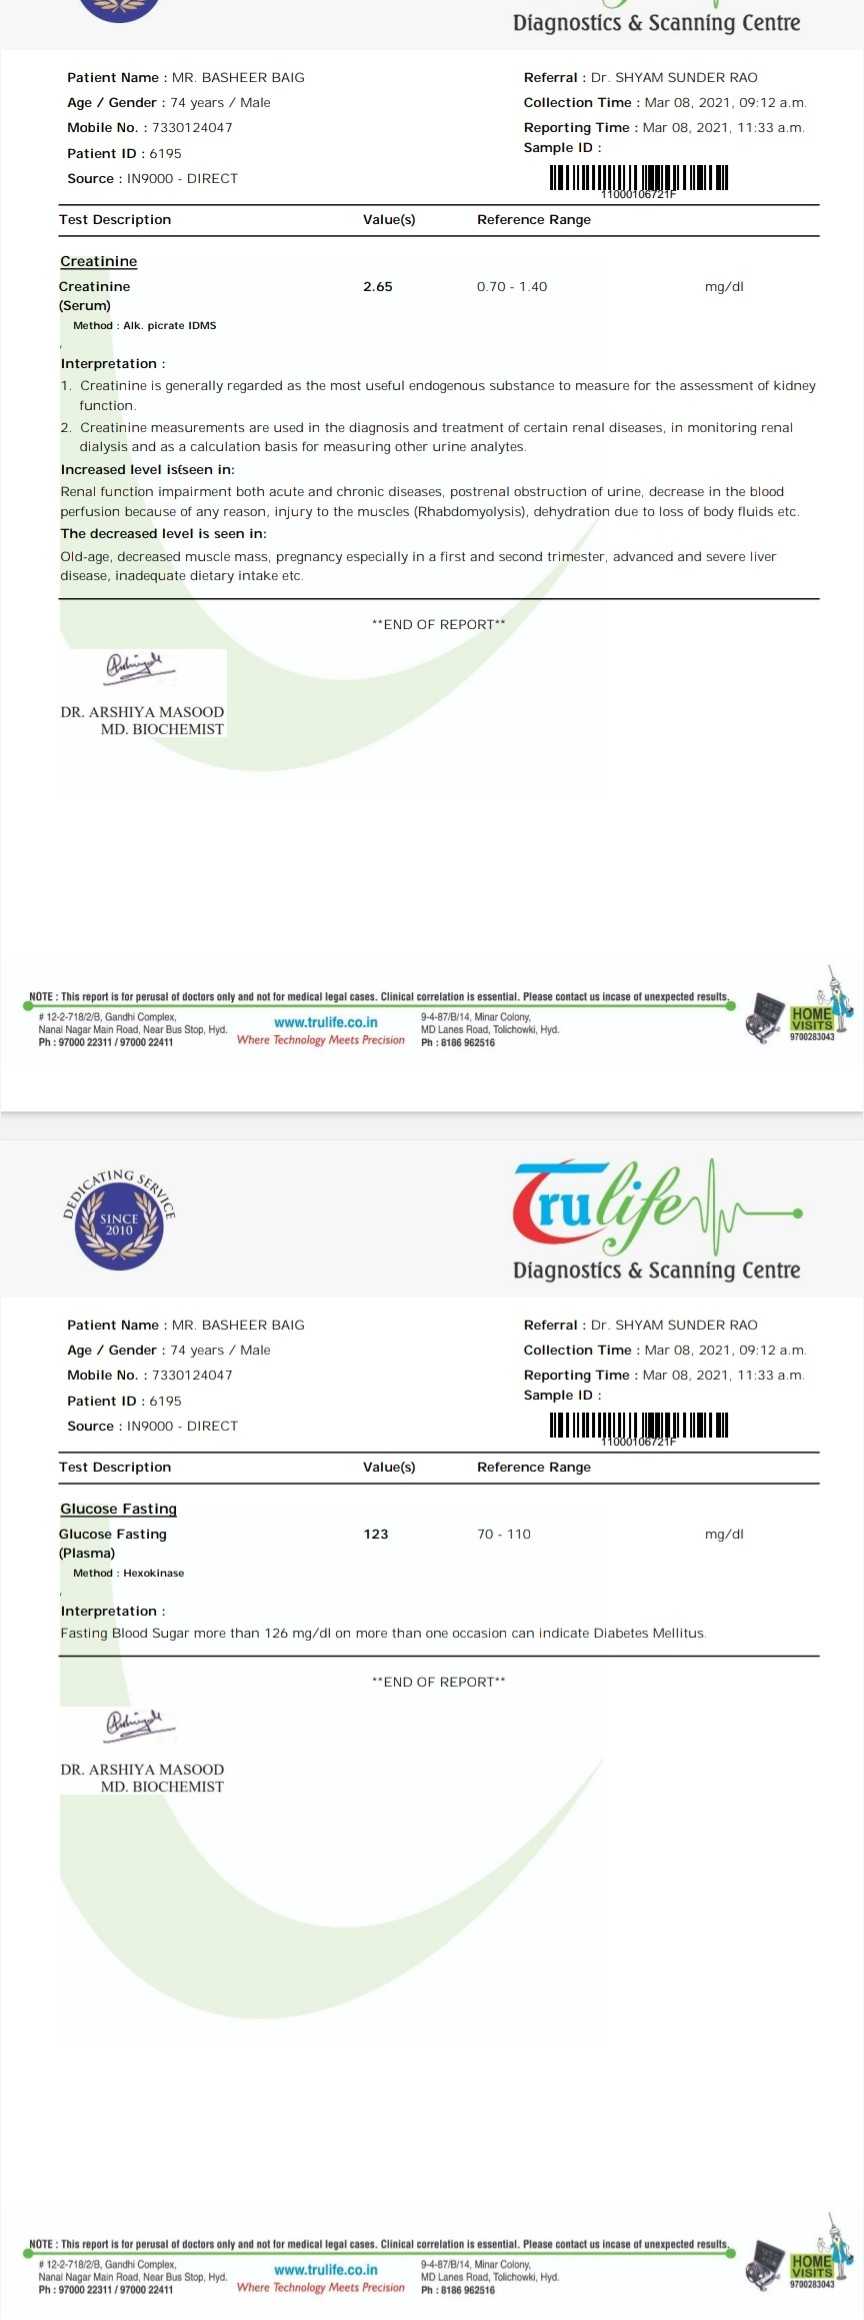 Diagnostics & Scanning Centre
Patient Name : MR. BASHEER BAIG
Age / Gender : 74 years / Male
Mobile No. : 7330124047
Patient ID : 6195
Source : IN9000 - DIRECT
Referral : Dr. SHYAM SUNDER RAO
Collection Time : Mar 08, 2021, 09:12 a.m.
Reporting Time : Mar 08, 2021, 11:33 a.m.
Sample ID :
11000106721F
Test Description Value(s) Reference Range
Creatinine
Creatinine 2.65 0.70 - 1.40 mg/dl
(Serum)
Method : Alk. picrate IDMS
,
Interpretation :
1. Creatinine is generally regarded as the most useful endogenous substance to measure for the assessment of kidney
function.
2. Creatinine measurements are used in the diagnosis and treatment of certain renal diseases, in monitoring renal
dialysis and as a calculation basis for measuring other urine analytes.
Increased level is seen in:
Renal function impairment both acute and chronic diseases, postrenal obstruction of urine, decrease in the blood
perfusion because of any reason, injury to the muscles (Rhabdomyolysis), dehydration due to loss of body fluids etc.
The decreased level is seen in:
Old-age, decreased muscle mass, pregnancy especially in a first and second trimester, advanced and severe liver
disease, inadequate dietary intake etc.
**END OF REPORT**
DR. ARSHIYA MASOOD
MD. BIOCHEMIST
NOTE : This report is for perusal of doctors only and not for medical legal cases. Clinical correlation is essential. Please contact us incase of unexpected results.
# 12-2-718/2/B, Gandhi Complex,
Nanal Nagar Main Road, Near Bus Stop, Hyd.
Ph : 97000 22311 / 97000 22411
www.trulife.co.in
Where Technology Meets Precision
9-4-87/B/14, Minar Colony,
MD Lanes Road, Tolichowki, Hyd.
Ph : 8186 962516
HOME
VISITS
9700283043
DEDICATING SERVICE
SINCE
2010
Trulife
Diagnostics & Scanning Centre
Patient Name : MR. BASHEER BAIG
Age / Gender : 74 years / Male
Mobile No. : 7330124047
Patient ID : 6195
Source : IN9000 - DIRECT
Referral : Dr. SHYAM SUNDER RAO
Collection Time : Mar 08, 2021, 09:12 a.m.
Reporting Time : Mar 08, 2021, 11:33 a.m.
Sample ID :
11000106721F
Test Description Value(s) Reference Range
Glucose Fasting
Glucose Fasting 123 70 - 110 mg/dl
(Plasma)
Method : Hexokinase
,
Interpretation :
Fasting Blood Sugar more than 126 mg/dl on more than one occasion can indicate Diabetes Mellitus.
**END OF REPORT**
DR. ARSHIYA MASOOD
MD. BIOCHEMIST
NOTE : This report is for perusal of doctors only and not for medical legal cases. Clinical correlation is essential. Please contact us incase of unexpected results.
# 12-2-718/2/B, Gandhi Complex,
Nanal Nagar Main Road, Near Bus Stop, Hyd.
Ph : 97000 22311 / 97000 22411
www.trulife.co.in
Where Technology Meets Precision
9-4-87/B/14, Minar Colony,
MD Lanes Road, Tolichowki, Hyd.
Ph : 8186 962516
HOME
VISITS
9700283043